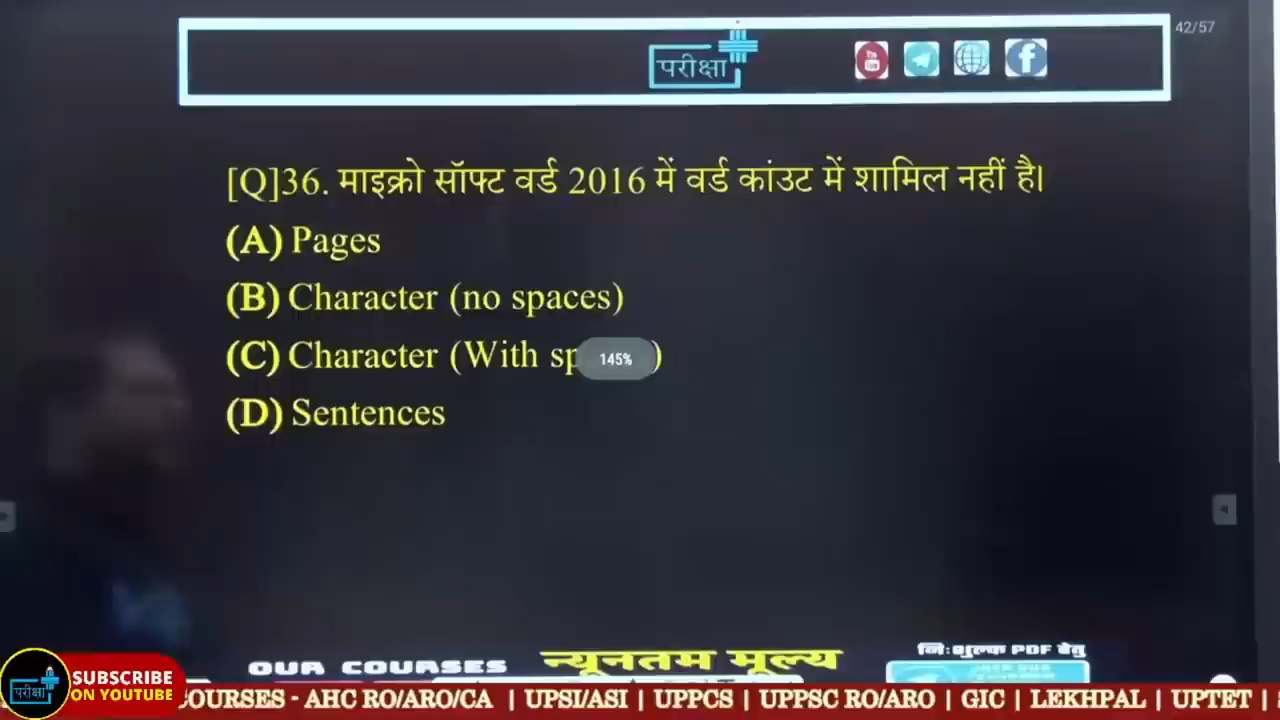 42/57
परीक्षा
[Q]36. माइक्रो सॉफ्ट वर्ड 2016 में वर्ड कांउट में शामिल नहीं है।
(A) Pages
(B) Character (no spaces)
(C) Character (With sp )
145%
(D) Sentences
OUR COURSES न्यूनतम मूल्य
निःशुल्क PDF हेतु
परीक्षा
SUBSCRIBE
ON YOUTUBE
COURSES - AHC RO/ARO/CA | UPSI/ASI | UPPCS | UPPSC RO/ARO | GIC | LEKHPAL | UPTET |